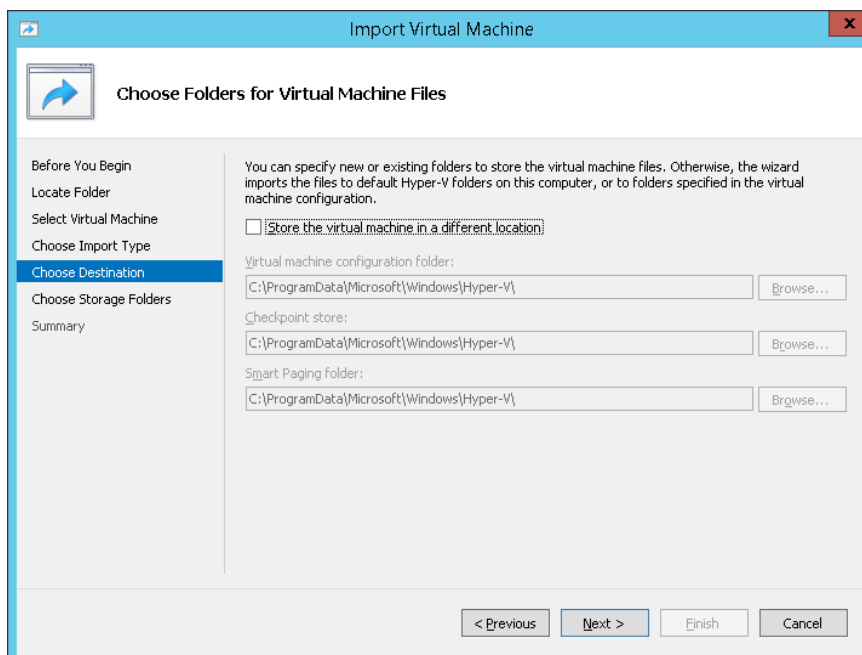 Import Virtual Machine
x
Choose Folders for Virtual Machine Files
Before You Begin
Locate Folder
Select Virtual Machine
Choose Import Type
Choose Destination
Choose Storage Folders
Summary
You can specify new or existing folders to store the virtual machine files. Otherwise, the wizard
imports the files to default Hyper-V folders on this computer, or to folders specified in the virtual
machine configuration.
Store the virtual machine in a different location
Virtual machine configuration folder:
C:\ProgramData\Microsoft\Windows\Hyper-V\
Browse...
Checkpoint store:
C:\ProgramData\Microsoft\Windows\Hyper-V\
Browse...
Smart Paging folder:
C:\ProgramData\Microsoft\Windows\Hyper-V\
Browse...
< Previous
Next >
Finish
Cancel